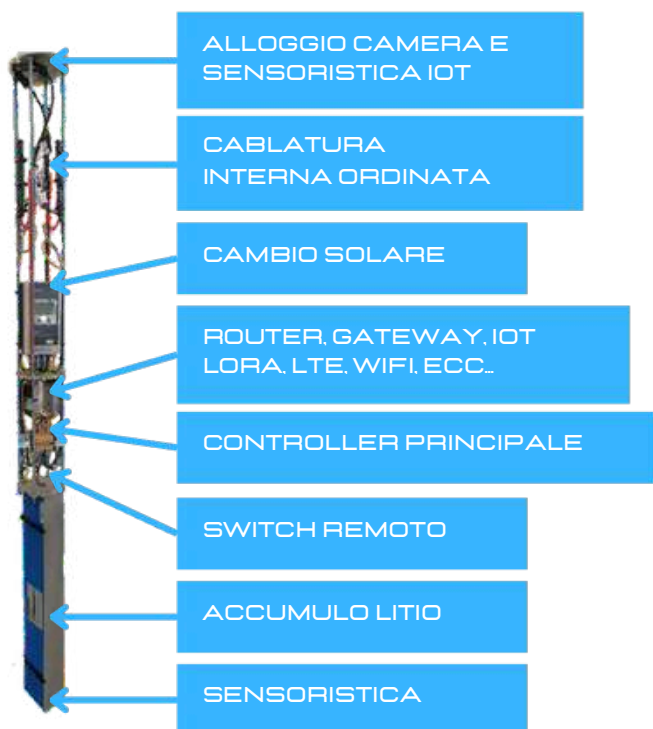 ALLOGGIO CAMERA E
SENSORISTICA IOT
CABLATURA
INTERNA ORDINATA
CAMBIO SOLARE
ROUTER, GATEWAY, IOT
LORA, LTE, WIFI, ECC...
CONTROLLER PRINCIPALE
SWITCH REMOTO
ACCUMULO LITIO
SENSORISTICA